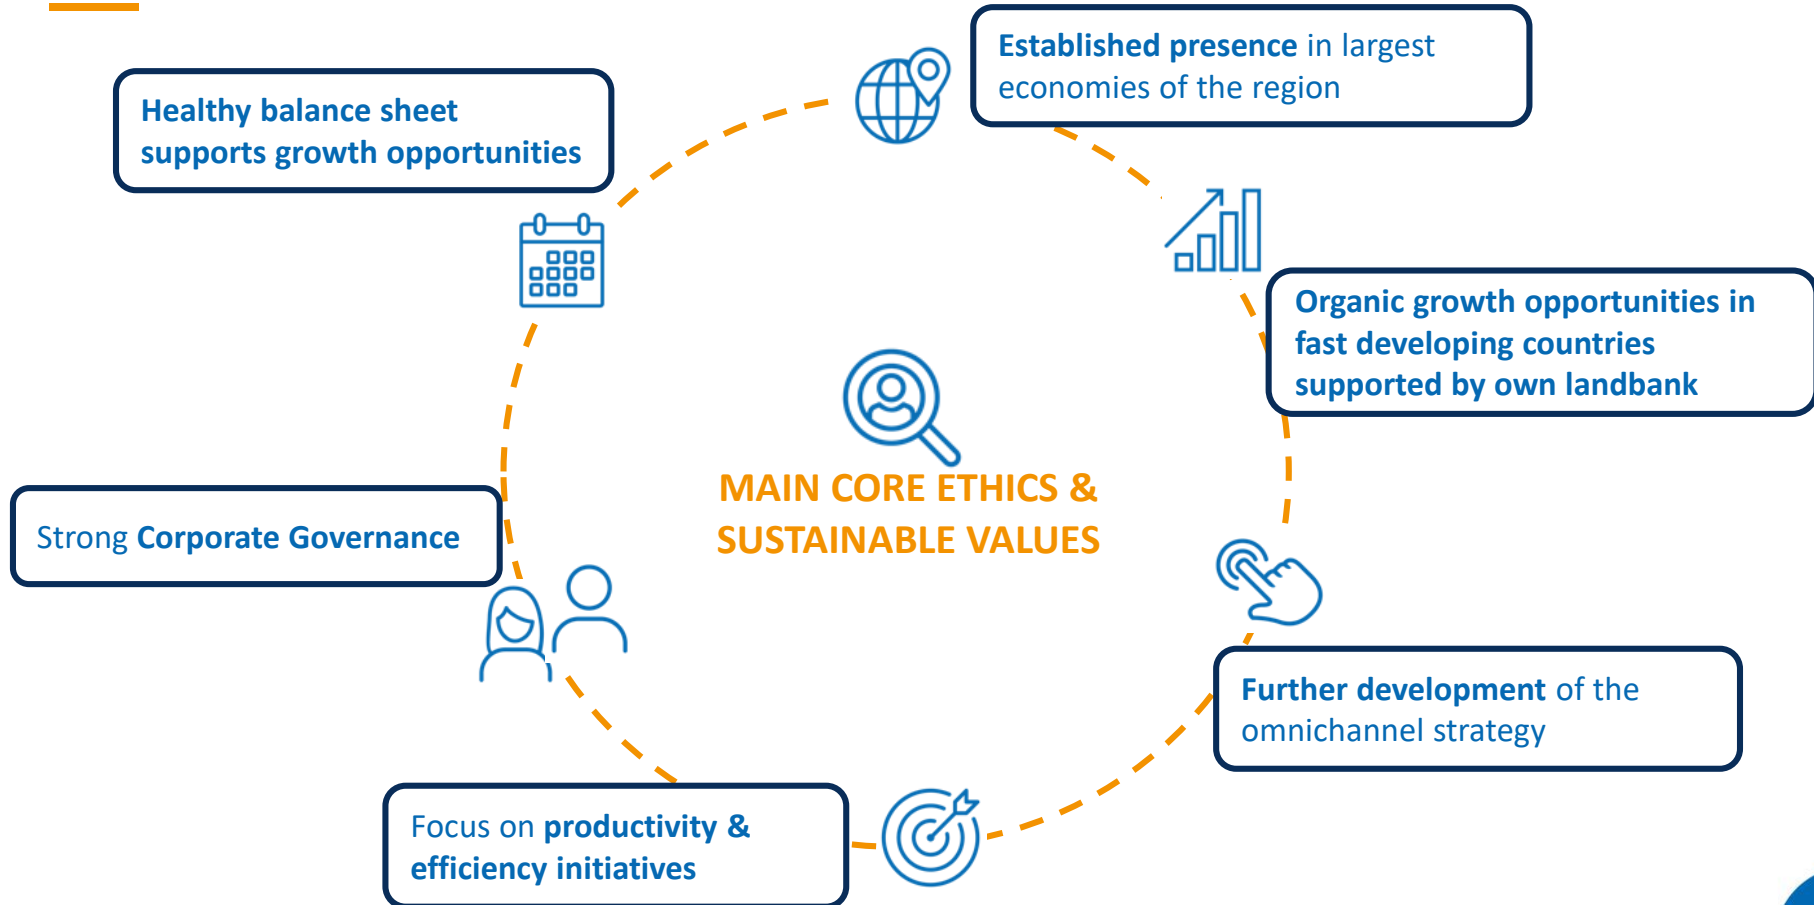 Established presence in largest
economies of the region
Healthy balance sheet
supports growth opportunities
Organic growth opportunities in
fast developing countries
supported by own landbank
MAIN CORE ETHICS &
SUSTAINABLE VALUES
Strong Corporate Governance
Further development of the
omnichannel strategy
Focus on productivity &
efficiency initiatives